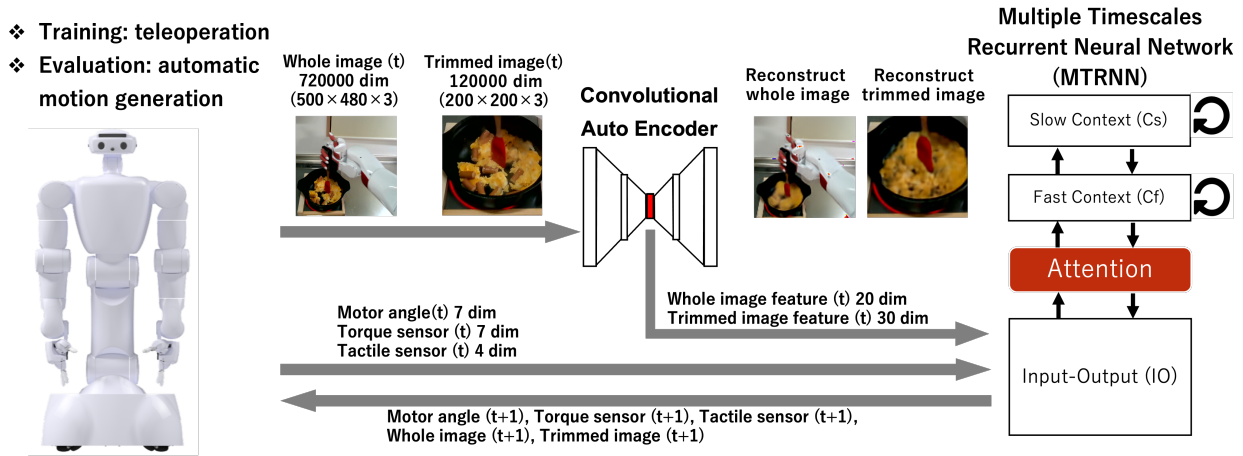 ❖ Training: teleoperation
❖ Evaluation: automatic
motion generation
Whole image (t)
720000 dim
(500×480×3)
Trimmed image(t)
120000 dim
(200×200×3)
Convolutional
Auto Encoder
Reconstruct
whole image
Reconstruct
trimmed image
Multiple Timescales
Recurrent Neural Network
(MTRNN)
Slow Context (Cs)
Fast Context (Cf)
Attention
Input-Output (IO)
Whole image feature (t) 20 dim
Trimmed image feature (t) 30 dim
Motor angle(t) 7 dim
Torque sensor (t) 7 dim
Tactile sensor (t) 4 dim
Motor angle (t+1), Torque sensor (t+1), Tactile sensor (t+1),
Whole image (t+1), Trimmed image (t+1)